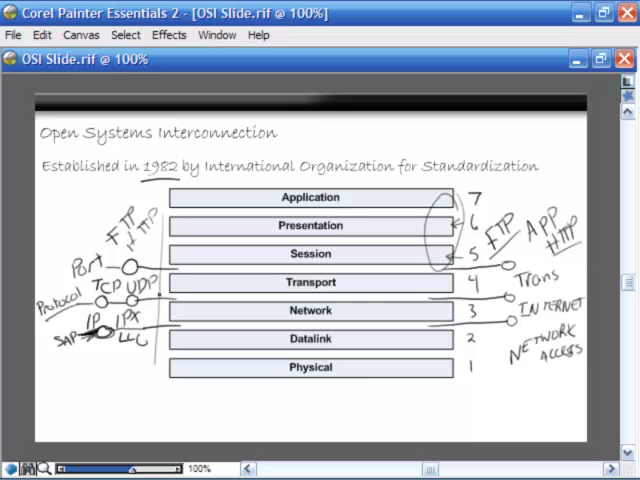 Corel Painter Essentials 2 - [OSI Slide.rif @ 100%]
File Edit Canvas Select Effects Window Help
OSI Slide.rif @ 100%
Open Systems Interconnection
Established in 1982 by International Organization for Standardization
Application 7
Presentation 6
Session 5
Transport 4
Network 3
Datalink 2
Physical 1
FTP
HTTP
Port
TCP UDP
Protocol
IP IPX
SAP LLC
FTP APP
HTTP
Trans
INTERNET
NETWORK
ACCESS
100%